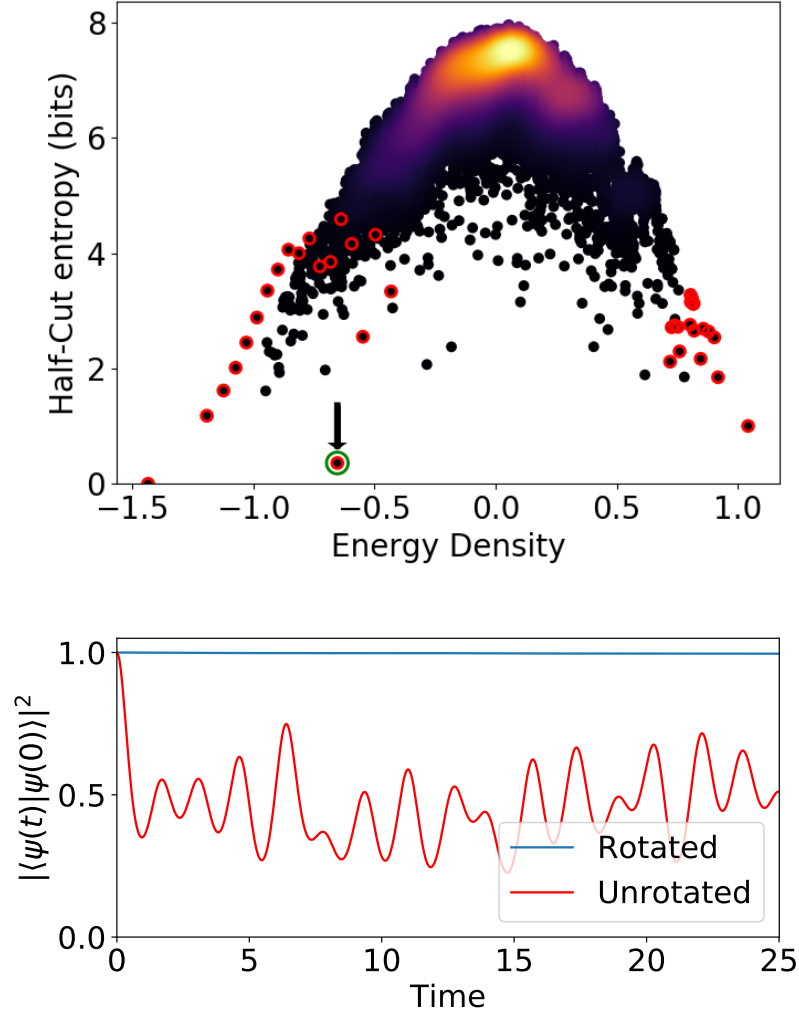 8
6
4
2
0
Half-Cut entropy (bits)
−1.5 −1.0 −0.5 0.0 0.5 1.0
Energy Density
1.0
0.5
0.0
|⟨ψ(t)|ψ(0)⟩|²
Rotated
Unrotated
0 5 10 15 20 25
Time